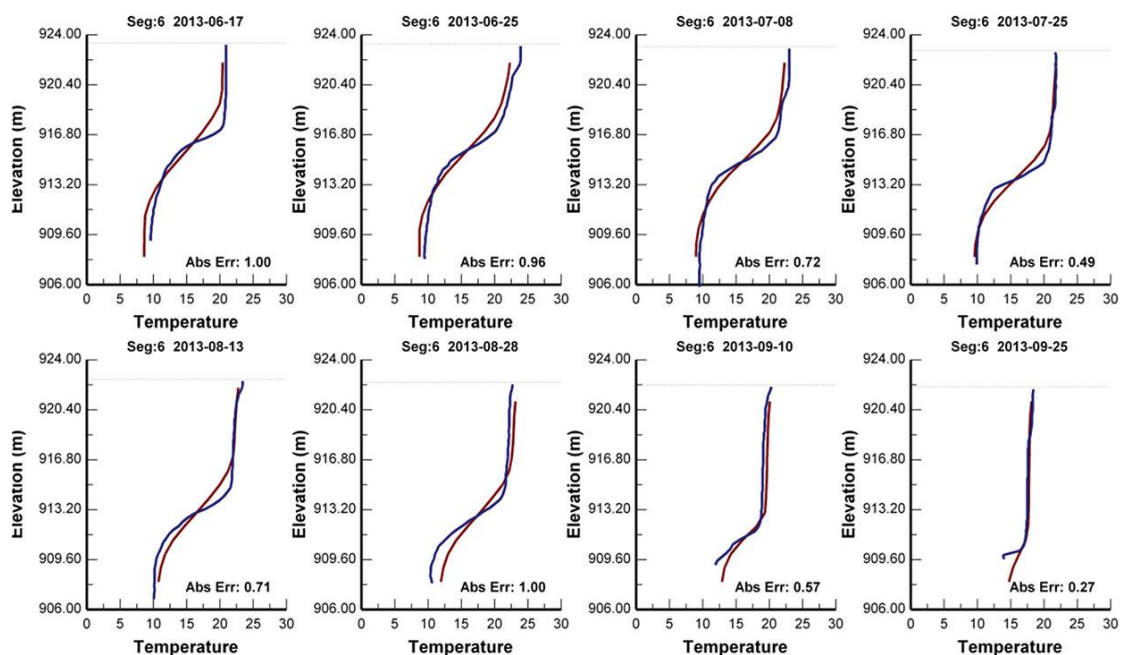 Seg:6 2013-06-17
Seg:6 2013-06-25
Seg:6 2013-07-08
Seg:6 2013-07-25
924.00
920.40
916.80
913.20
909.60
906.00
Elevation (m)
Abs Err: 1.00
0 5 10 15 20 25 30
Temperature
924.00
920.40
916.80
913.20
909.60
906.00
Elevation (m)
Abs Err: 0.96
0 5 10 15 20 25 30
Temperature
924.00
920.40
916.80
913.20
909.60
906.00
Elevation (m)
Abs Err: 0.72
0 5 10 15 20 25 30
Temperature
924.00
920.40
916.80
913.20
909.60
906.00
Elevation (m)
Abs Err: 0.49
0 5 10 15 20 25 30
Temperature
Seg:6 2013-08-13
Seg:6 2013-08-28
Seg:6 2013-09-10
Seg:6 2013-09-25
924.00
920.40
916.80
913.20
909.60
906.00
Elevation (m)
Abs Err: 0.71
0 5 10 15 20 25 30
Temperature
924.00
920.40
916.80
913.20
909.60
906.00
Elevation (m)
Abs Err: 1.00
0 5 10 15 20 25 30
Temperature
924.00
920.40
916.80
913.20
909.60
906.00
Elevation (m)
Abs Err: 0.57
0 5 10 15 20 25 30
Temperature
924.00
920.40
916.80
913.20
909.60
906.00
Elevation (m)
Abs Err: 0.27
0 5 10 15 20 25 30
Temperature